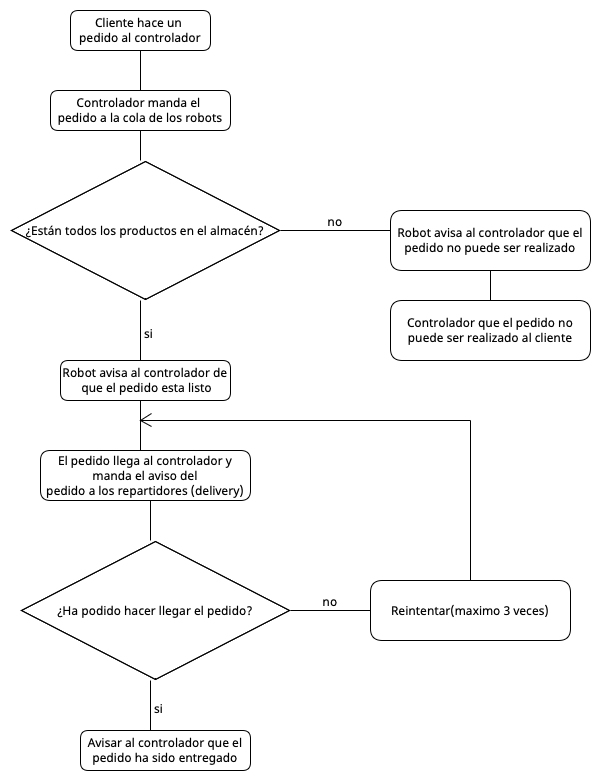 Cliente hace un
pedido al controlador
Controlador manda el
pedido a la cola de los robots
¿Están todos los productos en el almacén?
no
Robot avisa al controlador que el
pedido no puede ser realizado
Controlador que el pedido no
puede ser realizado al cliente
si
Robot avisa al controlador de
que el pedido esta listo
El pedido llega al controlador y
manda el aviso del
pedido a los repartidores (delivery)
¿Ha podido hacer llegar el pedido?
no
Reintentar(maximo 3 veces)
si
Avisar al controlador que el
pedido ha sido entregado